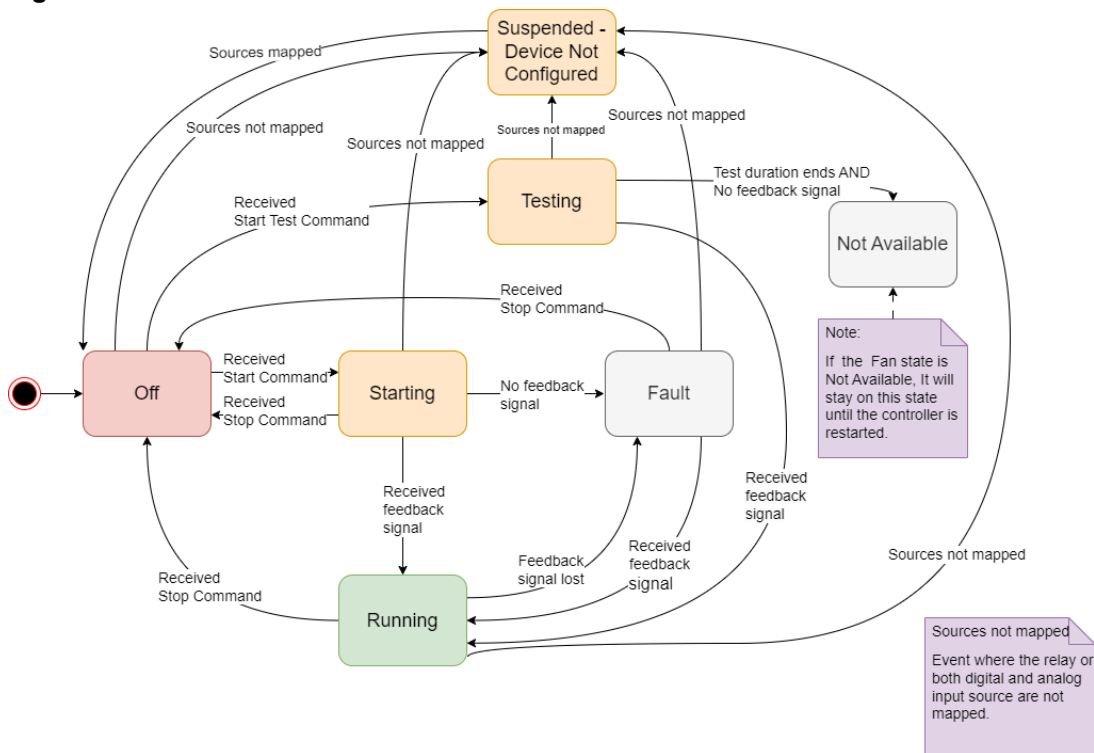 Suspended -
Device Not
Configured
Sources mapped
Sources not mapped
Sources not mapped
Sources not mapped
Sources not mapped
Testing
Test duration ends AND
No feedback signal
Received
Start Test Command
Not Available
Received
Stop Command
Note:
If the Fan state is
Not Available, It will
stay on this state
until the controller is
restarted.
Off
Received
Start Command
Received
Stop Command
Starting
No feedback
signal
Fault
Received
feedback
signal
Received
feedback
signal
Feedback
signal lost
Received
feedback
signal
Sources not mapped
Received
Stop Command
Running
Sources not mapped
Event where the relay or
both digital and analog
input source are not
mapped.